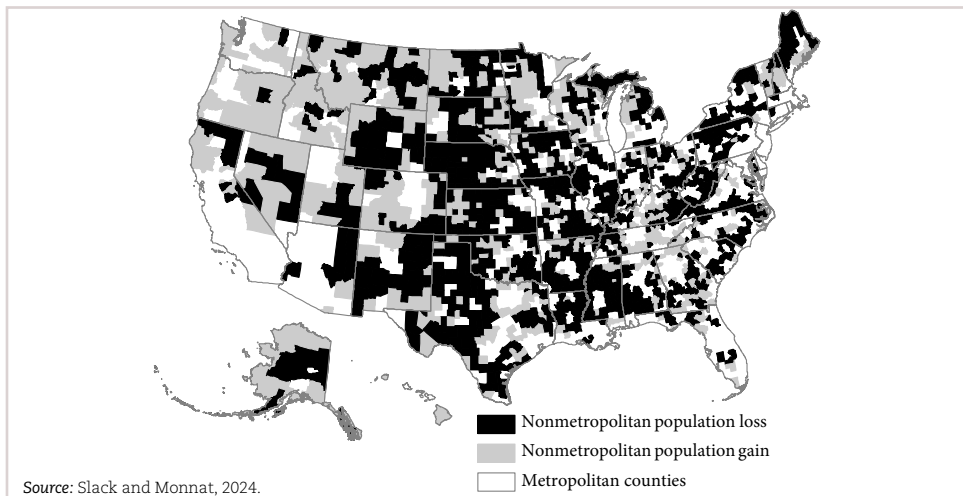 Nonmetropolitan population loss
Nonmetropolitan population gain
Metropolitan counties
Source: Slack and Monnat, 2024.